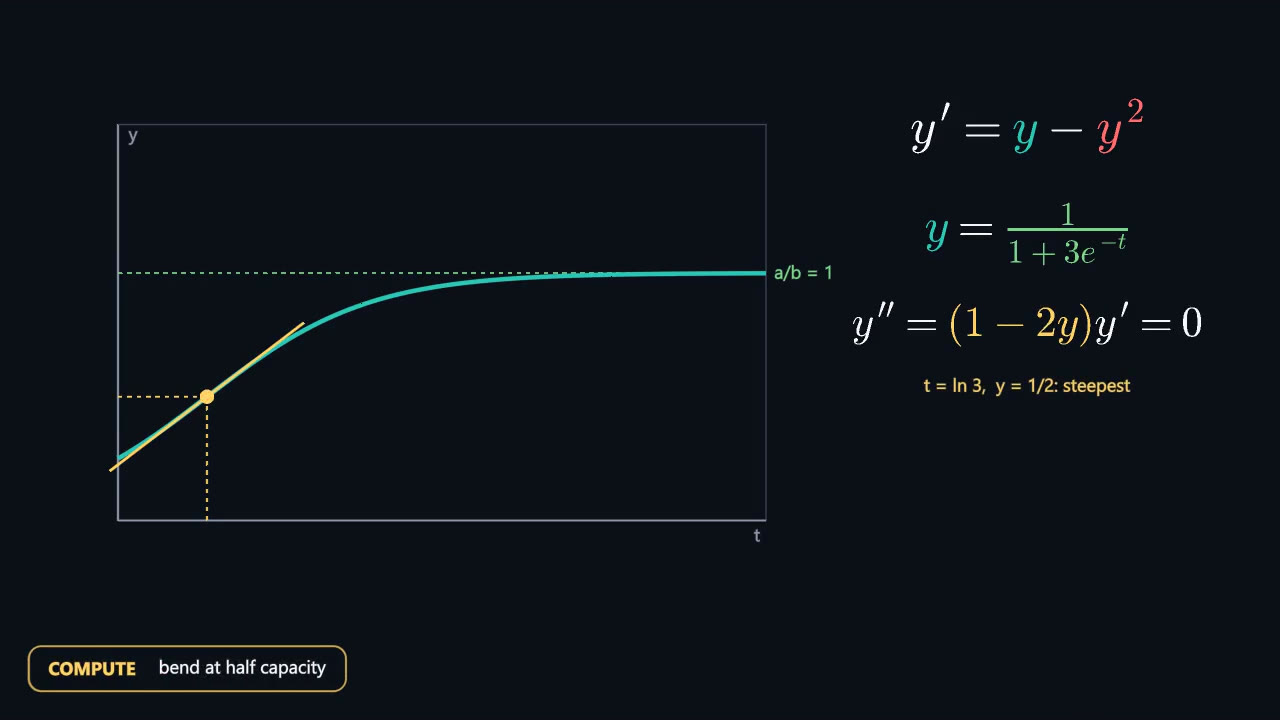 y
a/b = 1
t
y′ = y − y²
y = 1/(1 + 3e^{−t})
y″ = (1 − 2y)y′ = 0
t = ln 3, y = 1/2: steepest
COMPUTE bend at half capacity